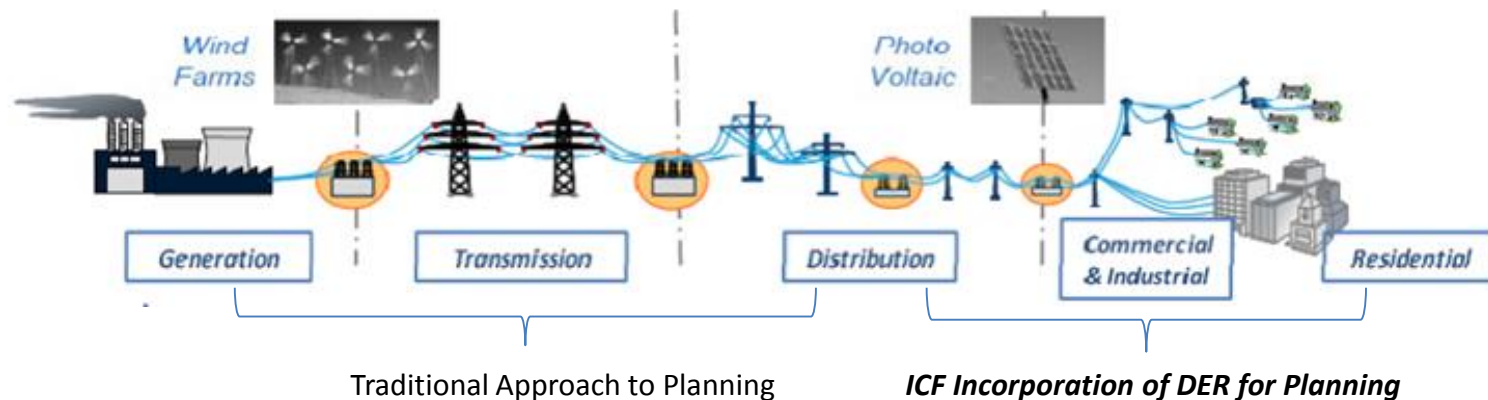 Wind
Farms
Photo
Voltaic
Generation
Transmission
Distribution
Commercial
& Industrial
Residential
Traditional Approach to Planning
ICF Incorporation of DER for Planning